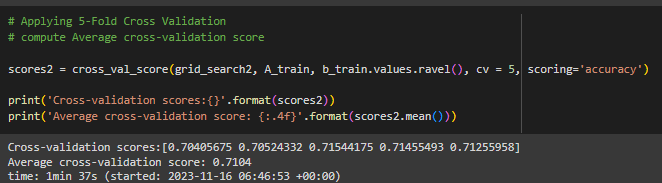 # Applying 5-Fold Cross Validation
# compute Average cross-validation score
scores2 = cross_val_score(grid_search2, A_train, b_train.values.ravel(), cv = 5, scoring='accuracy')
print('Cross-validation scores:{}'.format(scores2))
print('Average cross-validation score: {:.4f}'.format(scores2.mean()))
Cross-validation scores:[0.70405675 0.70524332 0.71544175 0.71455493 0.71255958]
Average cross-validation score: 0.7104
time: 1min 37s (started: 2023-11-16 06:46:53 +00:00)